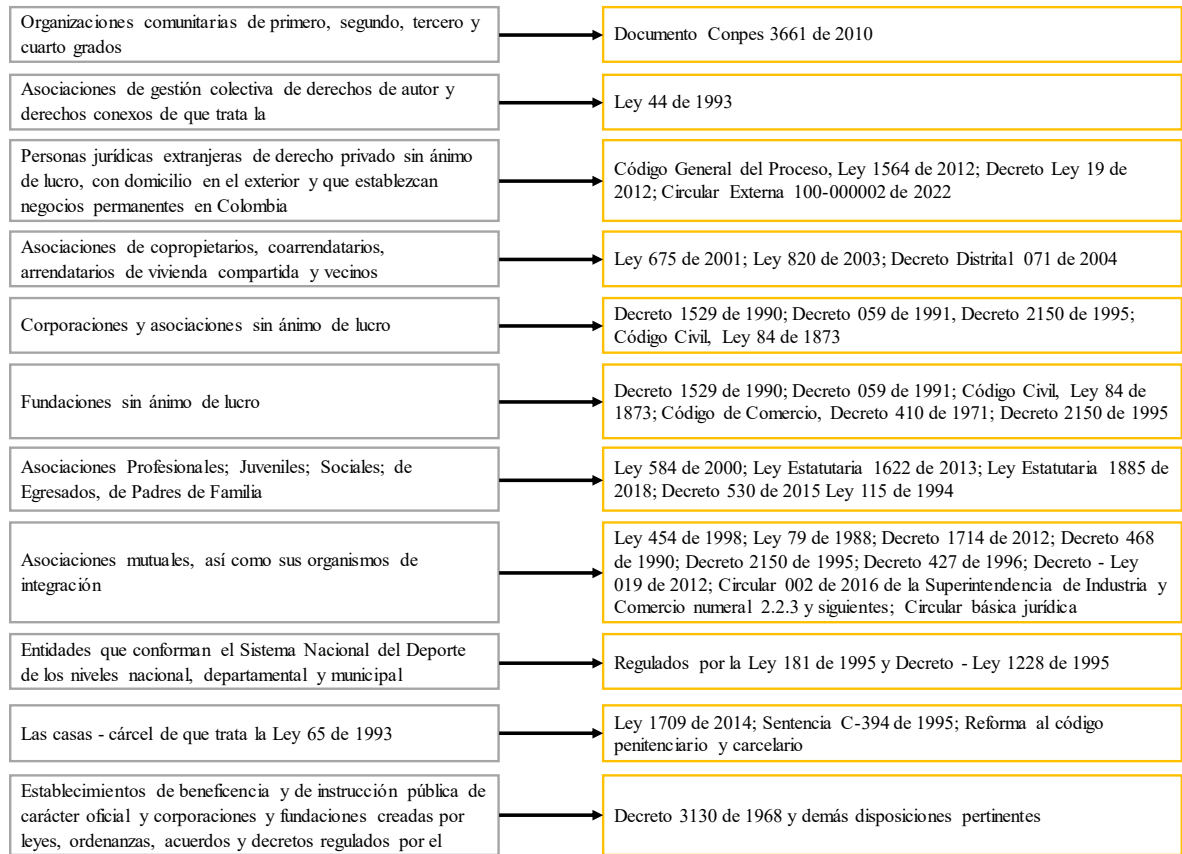 Organizaciones comunitarias de primero, segundo, tercero y
cuarto grados
Documento Conpes 3661 de 2010
Asociaciones de gestión colectiva de derechos de autor y
derechos conexos de que trata la
Ley 44 de 1993
Personas jurídicas extranjeras de derecho privado sin ánimo
de lucro, con domicilio en el exterior y que establezcan
negocios permanentes en Colombia
Código General del Proceso, Ley 1564 de 2012; Decreto Ley 19 de
2012; Circular Externa 100-000002 de 2022
Asociaciones de copropietarios, coarrendatarios,
arrendatarios de vivienda compartida y vecinos
Ley 675 de 2001; Ley 820 de 2003; Decreto Distrital 071 de 2004
Corporaciones y asociaciones sin ánimo de lucro
Decreto 1529 de 1990; Decreto 059 de 1991, Decreto 2150 de 1995;
Código Civil, Ley 84 de 1873
Fundaciones sin ánimo de lucro
Decreto 1529 de 1990; Decreto 059 de 1991; Código Civil, Ley 84 de
1873; Código de Comercio, Decreto 410 de 1971; Decreto 2150 de 1995
Asociaciones Profesionales; Juveniles; Sociales; de
Egresados, de Padres de Familia
Ley 584 de 2000; Ley Estatutaria 1622 de 2013; Ley Estatutaria 1885 de
2018; Decreto 530 de 2015 Ley 115 de 1994
Asociaciones mutuales, así como sus organismos de
integración
Ley 454 de 1998; Ley 79 de 1988; Decreto 1714 de 2012; Decreto 468
de 1990; Decreto 2150 de 1995; Decreto 427 de 1996; Decreto - Ley
019 de 2012; Circular 002 de 2016 de la Superintendencia de Industria y
Comercio numeral 2.2.3 y siguientes; Circular básica jurídica
Entidades que conforman el Sistema Nacional del Deporte
de los niveles nacional, departamental y municipal
Regulados por la Ley 181 de 1995 y Decreto - Ley 1228 de 1995
Las casas - cárcel de que trata la Ley 65 de 1993
Ley 1709 de 2014; Sentencia C-394 de 1995; Reforma al código
penitenciario y carcelario
Establecimientos de beneficencia y de instrucción pública de
carácter oficial y corporaciones y fundaciones creadas por
leyes, ordenanzas, acuerdos y decretos regulados por el
Decreto 3130 de 1968 y demás disposiciones pertinentes